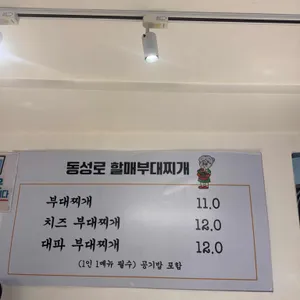 동성로 할매부대찌개
부대찌개 11.0
치즈 부대찌개 12.0
대파 부대찌개 12.0
(1인 1메뉴 필수) 공기밥 포함